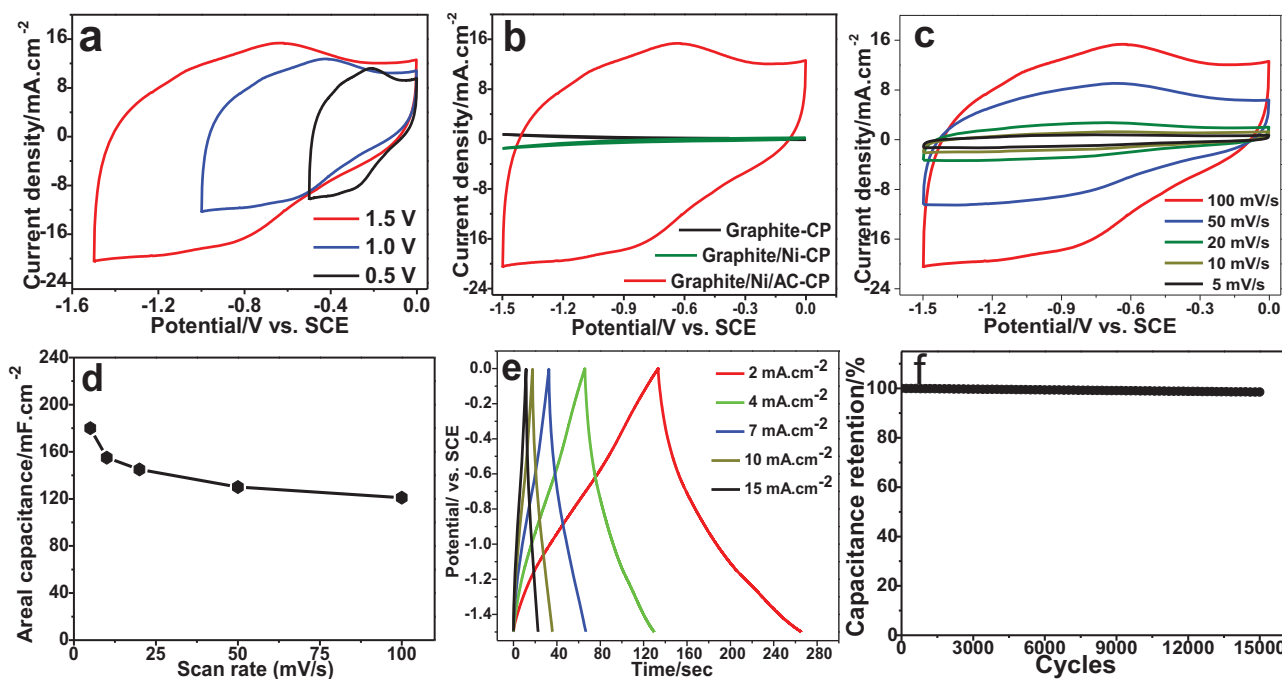 a
Current density/mA.cm-2
16
8
0
-8
-16
-24
-1.6
-1.2
-0.8
-0.4
0.0
Potential/V vs. SCE
1.5 V
1.0 V
0.5 V
b
Current density/mA.cm-2
16
8
0
-8
-16
-24
-1.5
-1.2
-0.9
-0.6
-0.3
0.0
Potential/V vs. SCE
Graphite-CP
Graphite/Ni-CP
Graphite/Ni/AC-CP
c
Current density/mA.cm-2
16
8
0
-8
-16
-24
-1.5
-1.2
-0.9
-0.6
-0.3
0.0
Potential/V vs. SCE
100 mV/s
50 mV/s
20 mV/s
10 mV/s
5 mV/s
d
Areal capacitance/mF.cm-2
240
200
160
120
80
40
0
0
25
50
75
100
Scan rate (mV/s)
e
Potential/ vs. SCE
0.0
-0.2
-0.4
-0.6
-0.8
-1.0
-1.2
-1.4
0
40
80
120
160
200
240
280
Time/sec
2 mA.cm-2
4 mA.cm-2
7 mA.cm-2
10 mA.cm-2
15 mA.cm-2
f
Capacitance retention/%
100
80
60
40
20
0
0
3000
6000
9000
12000
15000
Cycles